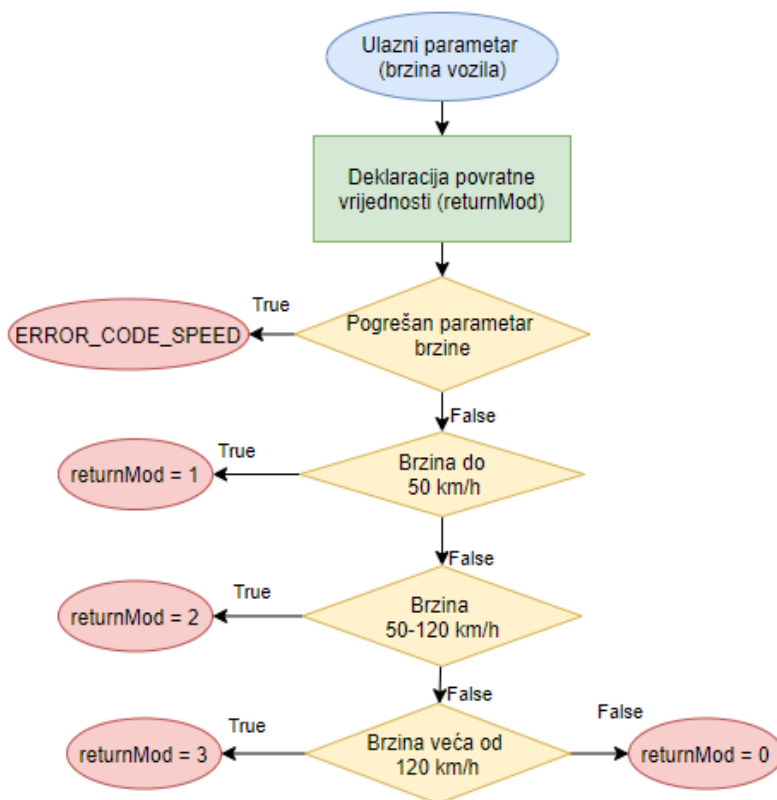 Ulazni parametar
(brzina vozila)
Deklaracija povratne
vrijednosti (returnMod)
True
ERROR_CODE_SPEED
Pogrešan parametar
brzine
False
True
returnMod = 1
Brzina do
50 km/h
False
True
returnMod = 2
Brzina
50-120 km/h
False
True
False
returnMod = 3
Brzina veća od
120 km/h
returnMod = 0